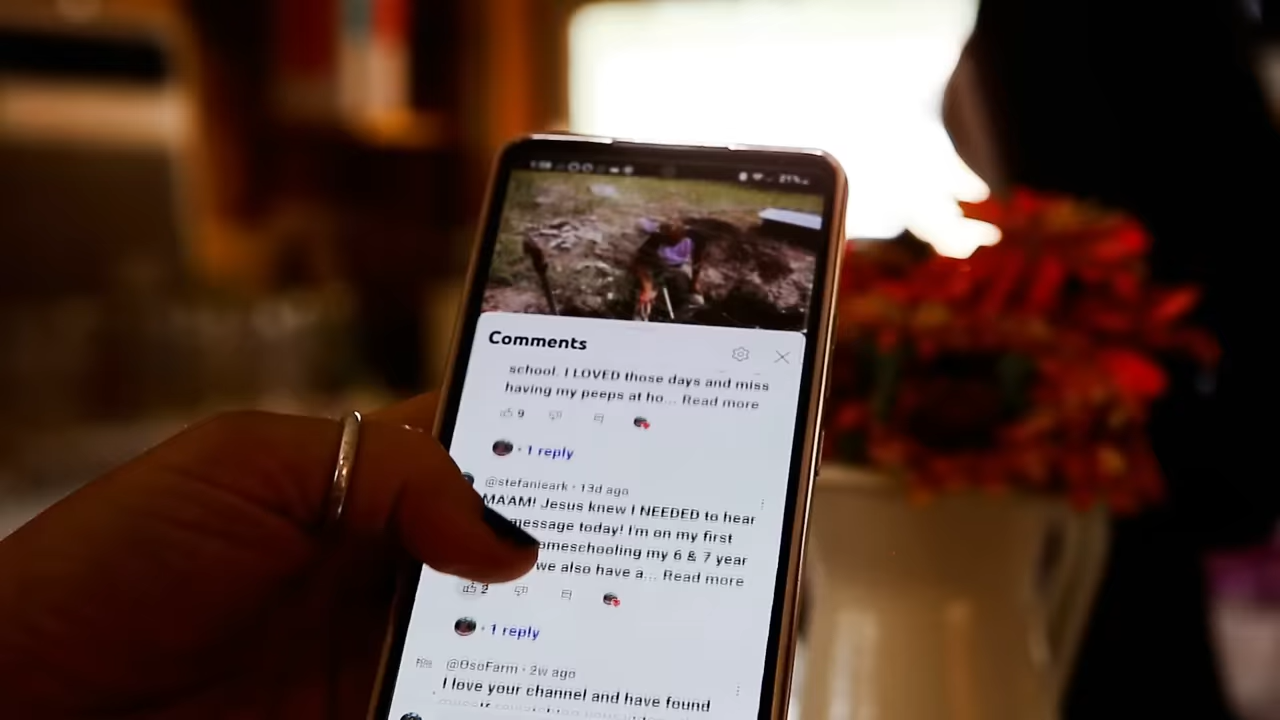 21%
Comments
school. I LOVED those days and miss
having my peeps at ho... Read more
9
· 1 reply
@stefanieark · 13d ago
MA'AM! Jesus knew I NEEDED to hear
message today! I'm on my first
omeschooling my 6 & 7 year
we also have a... Read more
2
· 1 reply
@OsoFarm · 2w ago
I love your channel and have found